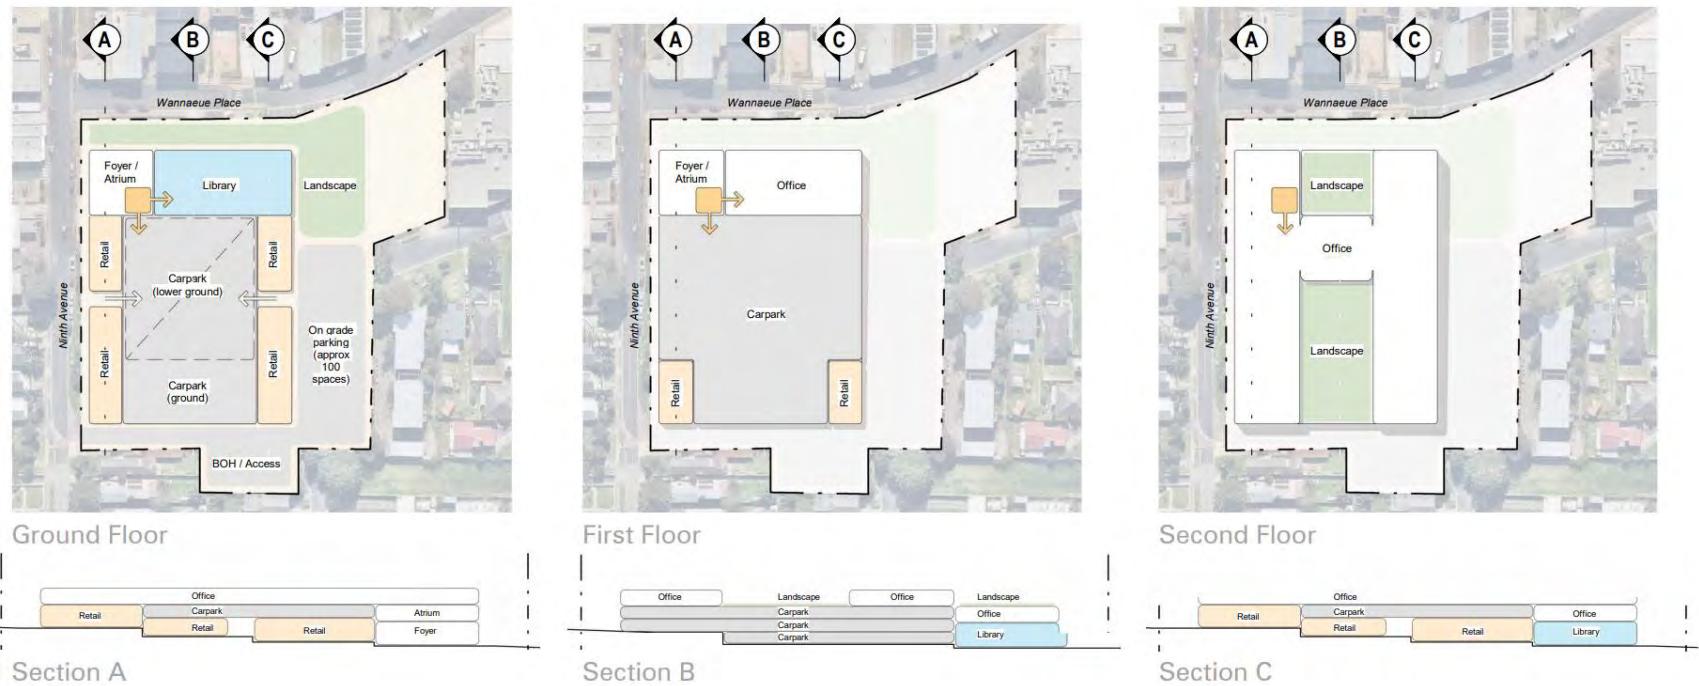 A
B
C
Wannaeue Place
Foyer /
Atrium
Library
Landscape
Retail
Retail
Carpark
(lower ground)
Ninth Avenue
On grade
parking
(approx
100
spaces)
Retail
Retail
Carpark
(ground)
BOH / Access
Ground Floor
A
B
C
Wannaeue Place
Foyer /
Atrium
Office
Ninth Avenue
Carpark
Retail
Retail
First Floor
A
B
C
Wannaeue Place
Landscape
Office
Ninth Avenue
Landscape
Second Floor
Office
Retail
Carpark
Atrium
Retail
Retail
Foyer
Section A
Office
Landscape
Office
Landscape
Carpark
Office
Carpark
Carpark
Library
Section B
Office
Retail
Carpark
Office
Retail
Retail
Library
Section C